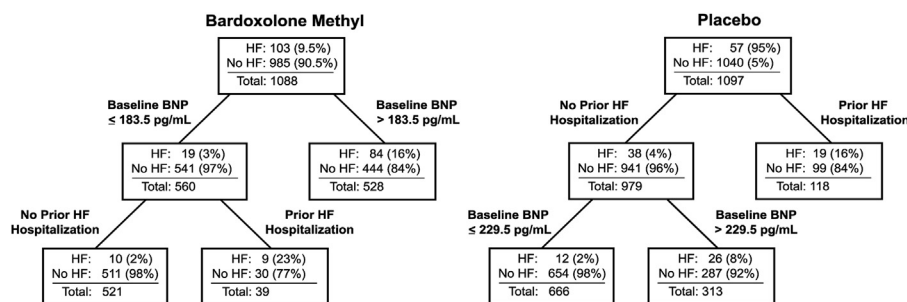 Bardoxolone Methyl
HF: 103 (9.5%)
No HF: 985 (90.5%)
Total: 1088
Baseline BNP
≤ 183.5 pg/mL
Baseline BNP
> 183.5 pg/mL
HF: 19 (3%)
No HF: 541 (97%)
Total: 560
HF: 84 (16%)
No HF: 444 (84%)
Total: 528
No Prior HF
Hospitalization
Prior HF
Hospitalization
HF: 10 (2%)
No HF: 511 (98%)
Total: 521
HF: 9 (23%)
No HF: 30 (77%)
Total: 39
Placebo
HF: 57 (95%)
No HF: 1040 (5%)
Total: 1097
No Prior HF
Hospitalization
Prior HF
Hospitalization
HF: 38 (4%)
No HF: 941 (96%)
Total: 979
HF: 19 (16%)
No HF: 99 (84%)
Total: 118
Baseline BNP
≤ 229.5 pg/mL
Baseline BNP
> 229.5 pg/mL
HF: 12 (2%)
No HF: 654 (98%)
Total: 666
HF: 26 (8%)
No HF: 287 (92%)
Total: 313